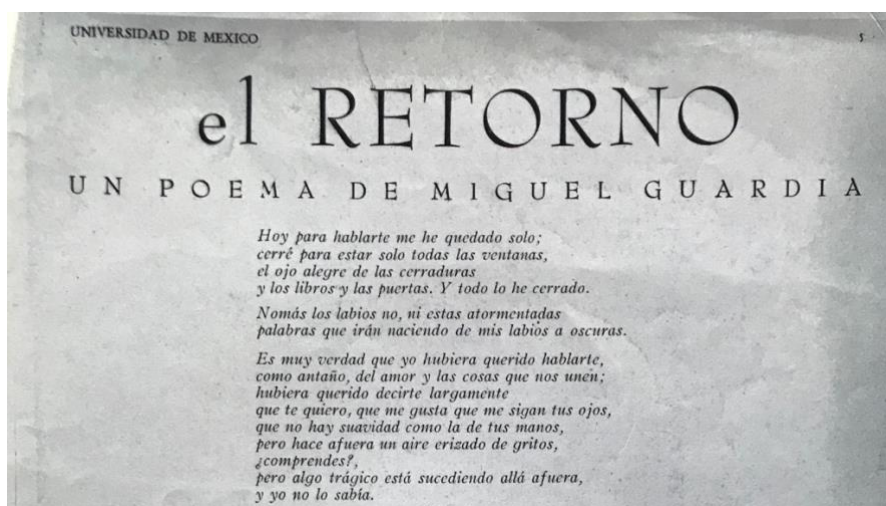 UNIVERSIDAD DE MEXICO 5
el RETORNO
UN POEMA DE MIGUEL GUARDIA
Hoy para hablarte me he quedado solo;
cerré para estar solo todas las ventanas,
el ojo alegre de las cerraduras
y los libros y las puertas. Y todo lo he cerrado.
Nomás los labios no, ni estas atormentadas
palabras que irán naciendo de mis labios a oscuras.
Es muy verdad que yo hubiera querido hablarte,
como antaño, del amor y las cosas que nos unen;
hubiera querido decirte largamente
que te quiero, que me gusta que me sigan tus ojos,
que no hay suavidad como la de tus manos,
pero hace afuera un aire erizado de gritos,
¿comprendes?,
pero algo trágico está sucediendo allá afuera,
y yo no lo sabía.